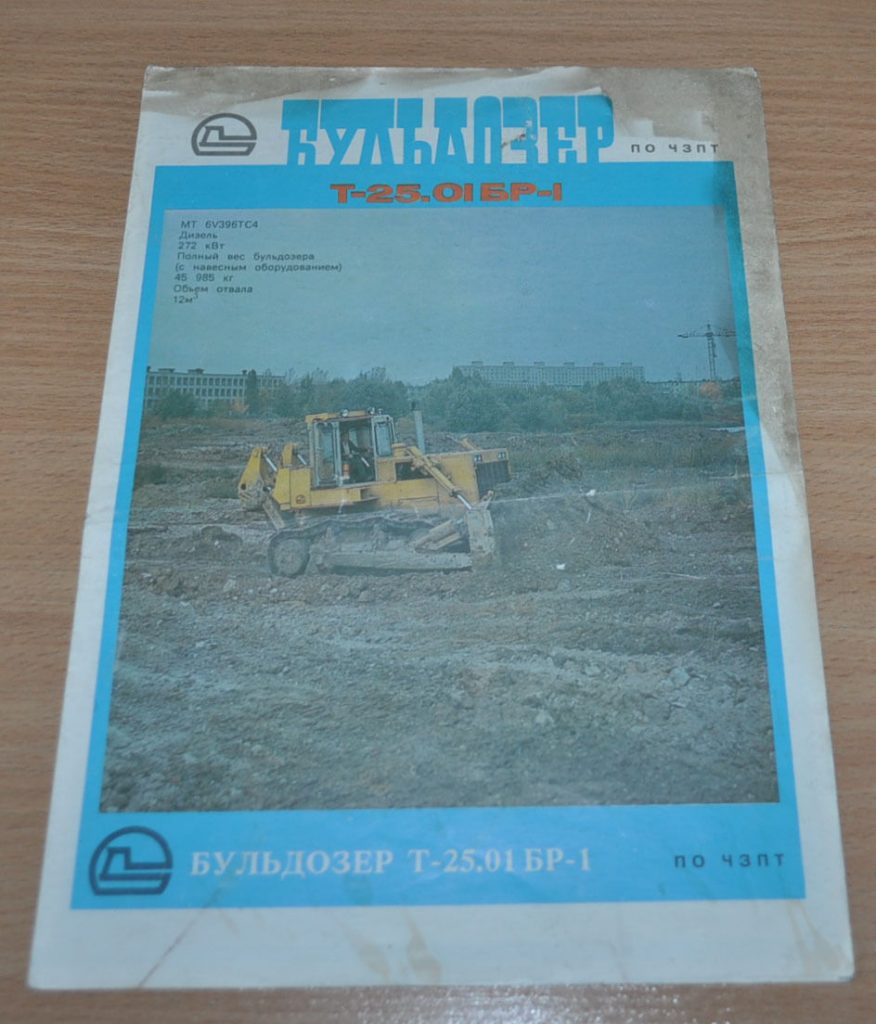 БУЛЬДОЗЕР
ПО ЧЗПТ
Т-25.01 БР-1
МТ 6V396TC4
Дизель
272 кВт
Полный вес бульдозера
(с навесным оборудованием)
45 985 кг
Объем отвала
12м³
БУЛЬДОЗЕР Т-25.01 БР-1
ПО ЧЗПТ